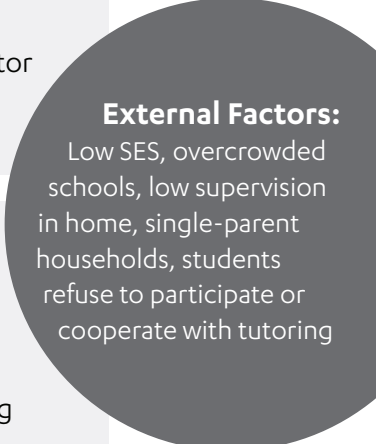 External Factors:
Low SES, overcrowded
schools, low supervision
in home, single-parent
households, students
refuse to participate or
cooperate with tutoring